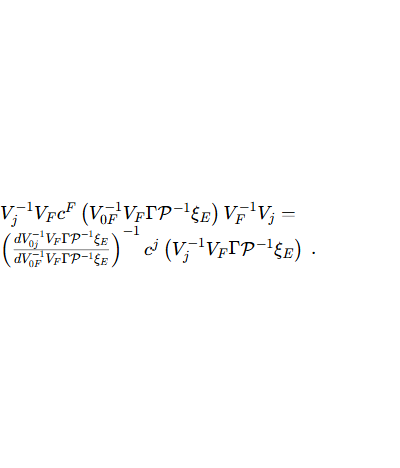 $V_j^{-1} V_F c^F \left( V_{0F}^{-1} V_F \Gamma \mathcal{P}^{-1} \xi_E \right) V_F^{-1} V_j =$
$\left( \frac{d V_{0j}^{-1} V_F \Gamma \mathcal{P}^{-1} \xi_E}{d V_{0F}^{-1} V_F \Gamma \mathcal{P}^{-1} \xi_E} \right)^{-1} c^j \left( V_j^{-1} V_F \Gamma \mathcal{P}^{-1} \xi_E \right) \ .$